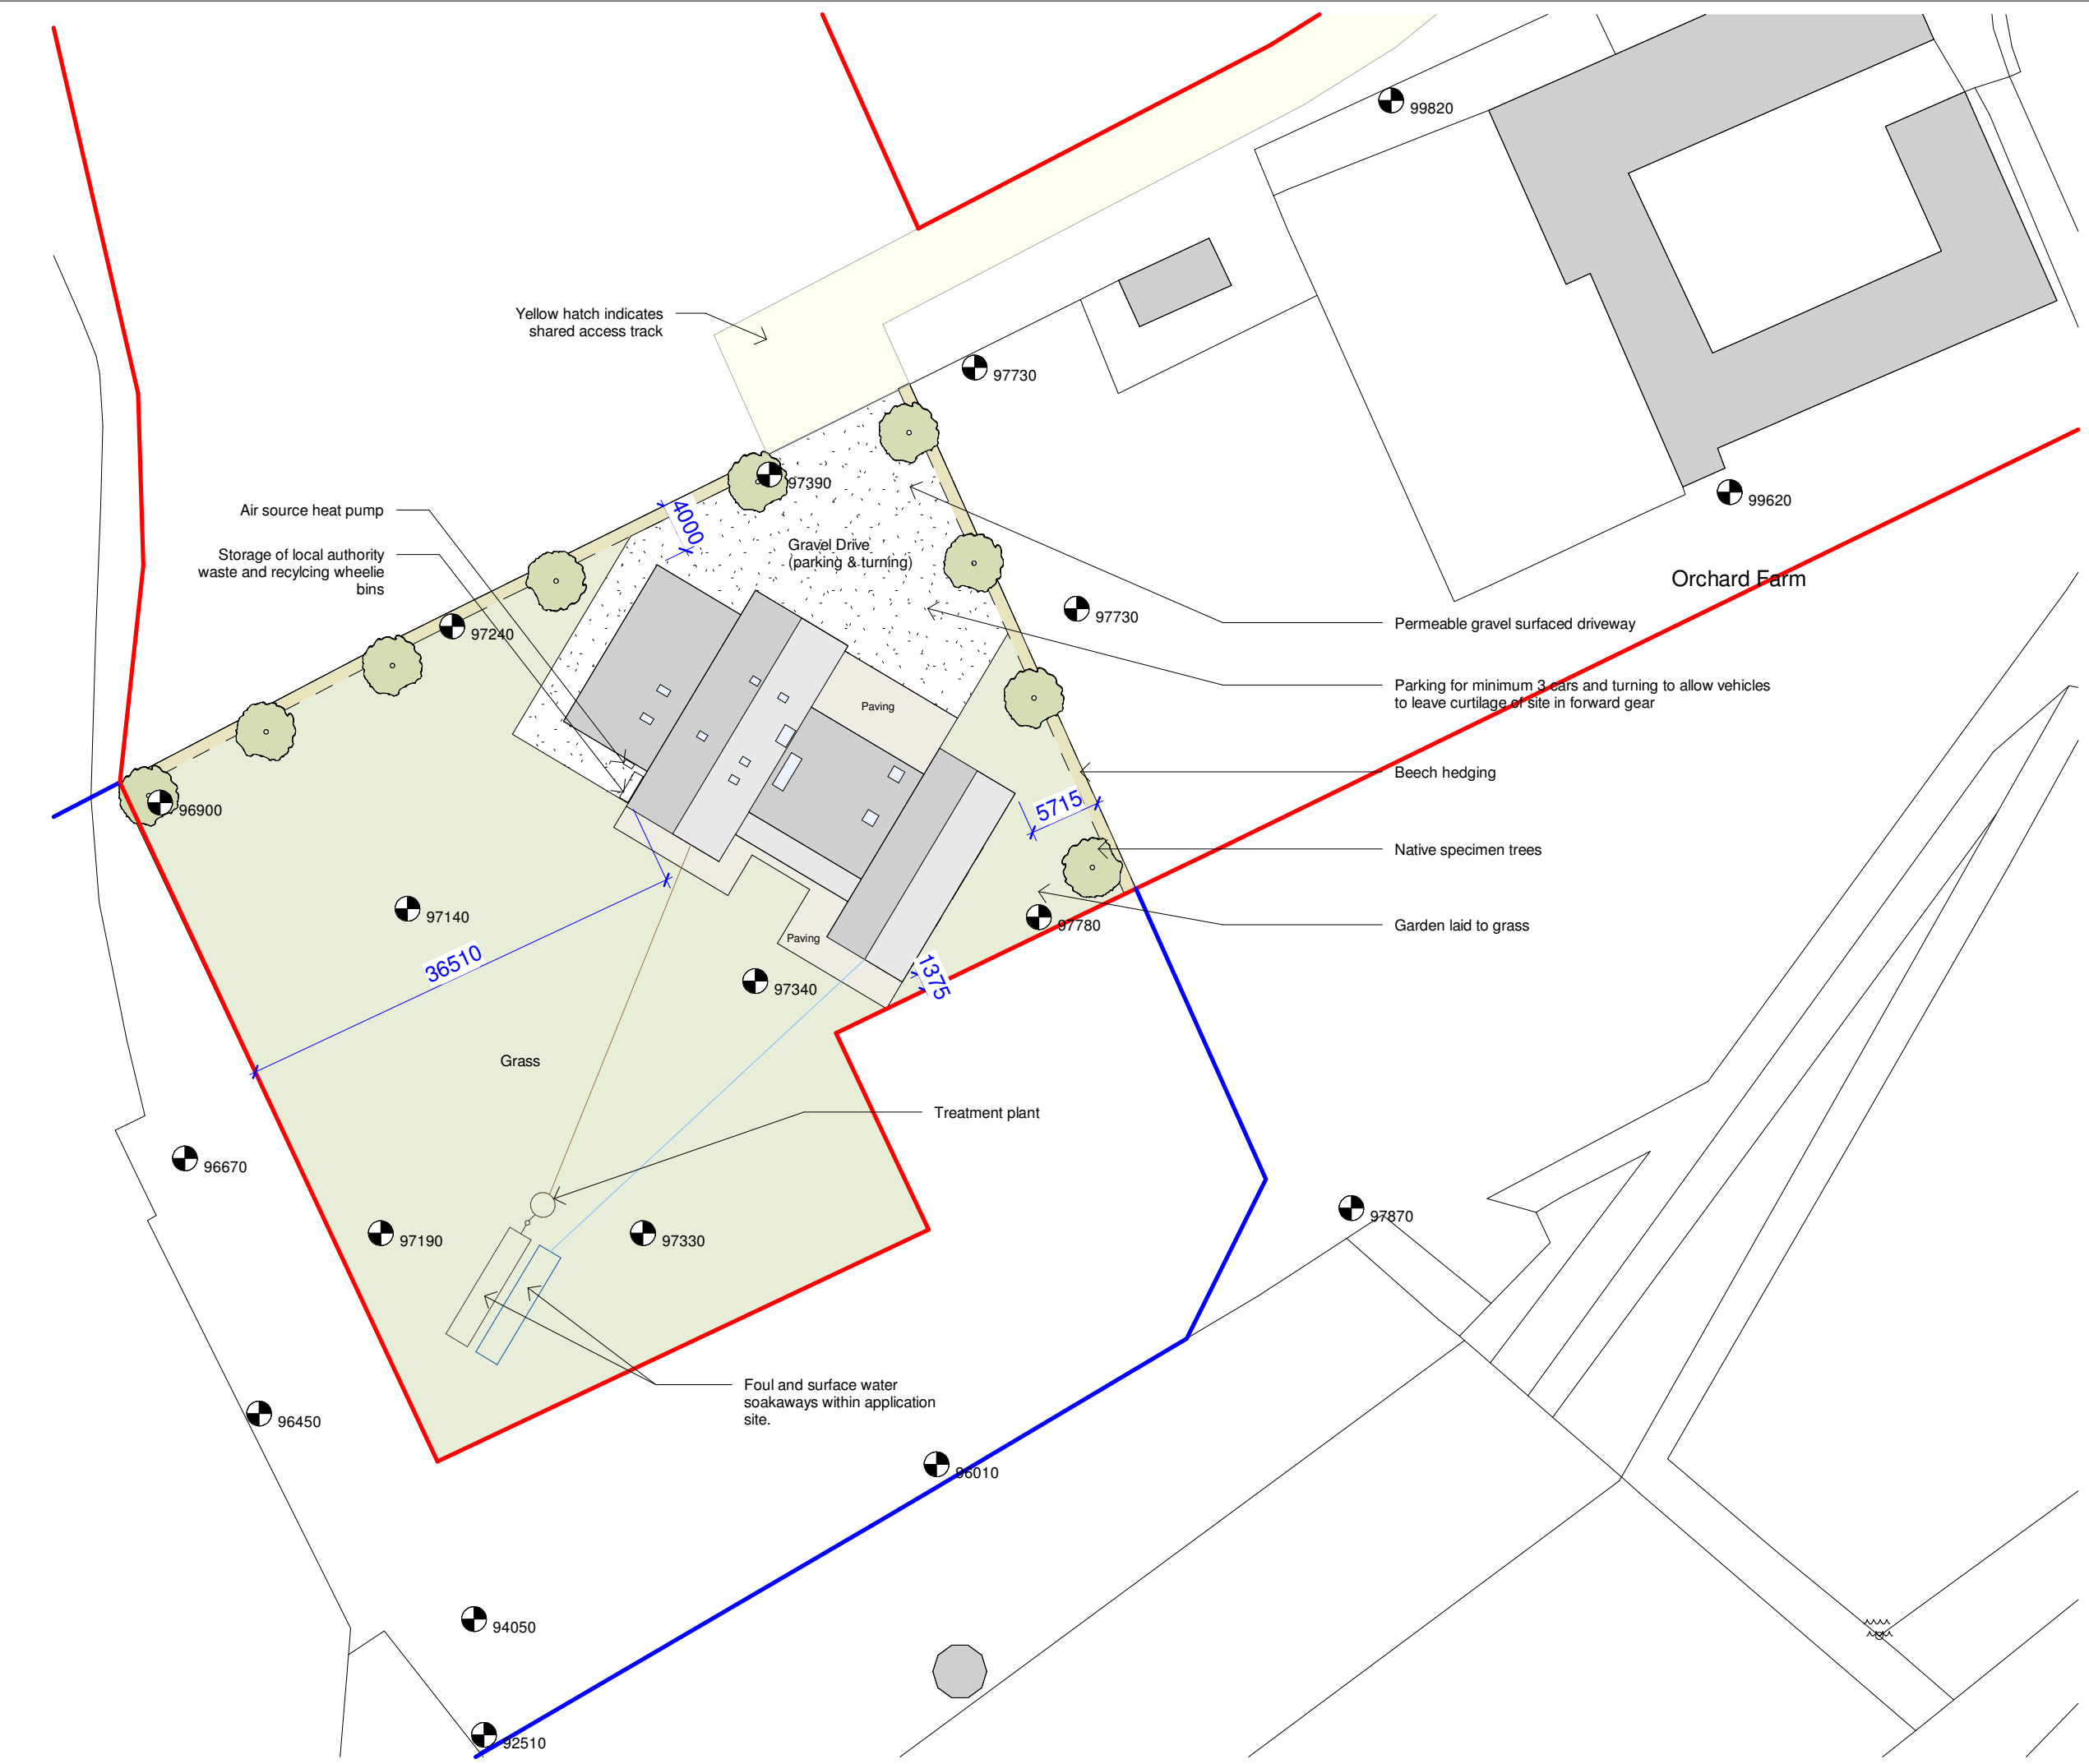 99820
Yellow hatch indicates
shared access track
97730
97390
99620
Air source heat pump
4000
Gravel Drive
(parking & turning)
Storage of local authority
waste and recylcing wheelie
bins
Orchard Farm
97240
97730
Permeable gravel surfaced driveway
Parking for minimum 3 cars and turning to allow vehicles
to leave curtilage of site in forward gear
Paving
Beech hedging
96900
5715
Native specimen trees
97140
97780
Garden laid to grass
Paving
36510
1375
97340
Grass
Treatment plant
96670
97190
97330
97870
Foul and surface water
soakaways within application
site.
96450
96010
94050
92510